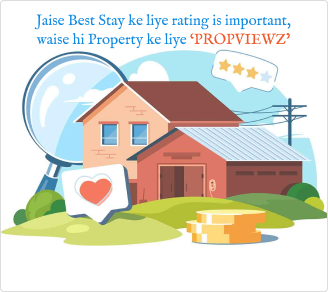 Jaise Best Stay ke liye rating is important,
waise hi Property ke liye ‘PROPVIEWZ’